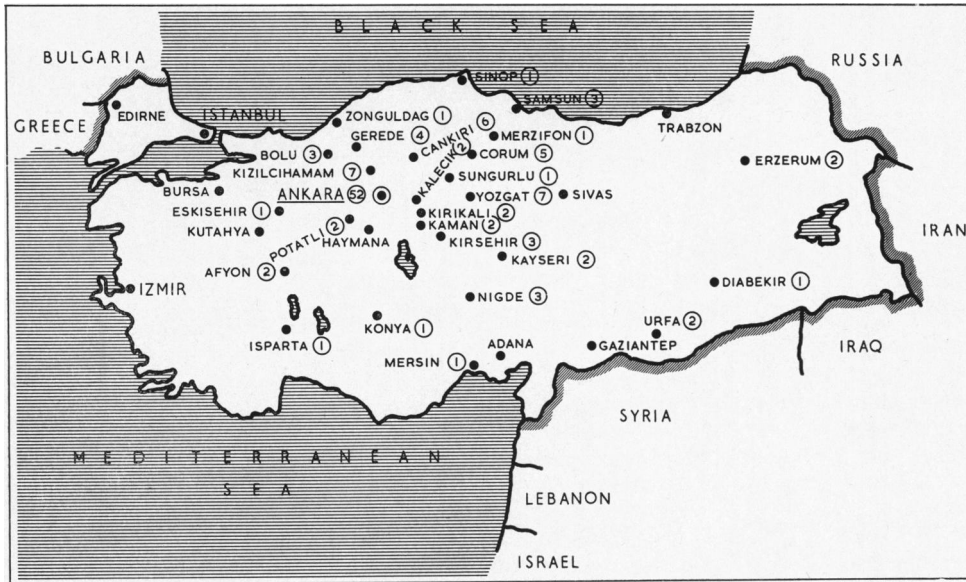 BLACK SEA
BULGARIA
RUSSIA
SINOP 1
EDIRNE
ISTANBUL
SAMSUN 3
GREECE
ZONGULDAG 1
TRABZON
GEREDE 4
CANKIRI 6
MERZIFON 1
BOLU 3
KALECIK 2
CORUM 5
ERZERUM 2
KIZILCIHAMAM 7
SUNGURLU 1
BURSA
ANKARA 52
YOZGAT 7
SIVAS
ESKISEHIR 1
KIRIKALI 2
KUTAHYA
POTATLI 2
HAYMANA
KAMAN 2
IRAN
KIRSEHIR 3
KAYSERI 2
AFYON 2
DIABEKIR 1
IZMIR
NIGDE 3
KONYA 1
URFA 2
ISPARTA 1
GAZIANTEP
IRAQ
ADANA
MERSIN 1
SYRIA
MEDITERRANEAN
SEA
LEBANON
ISRAEL